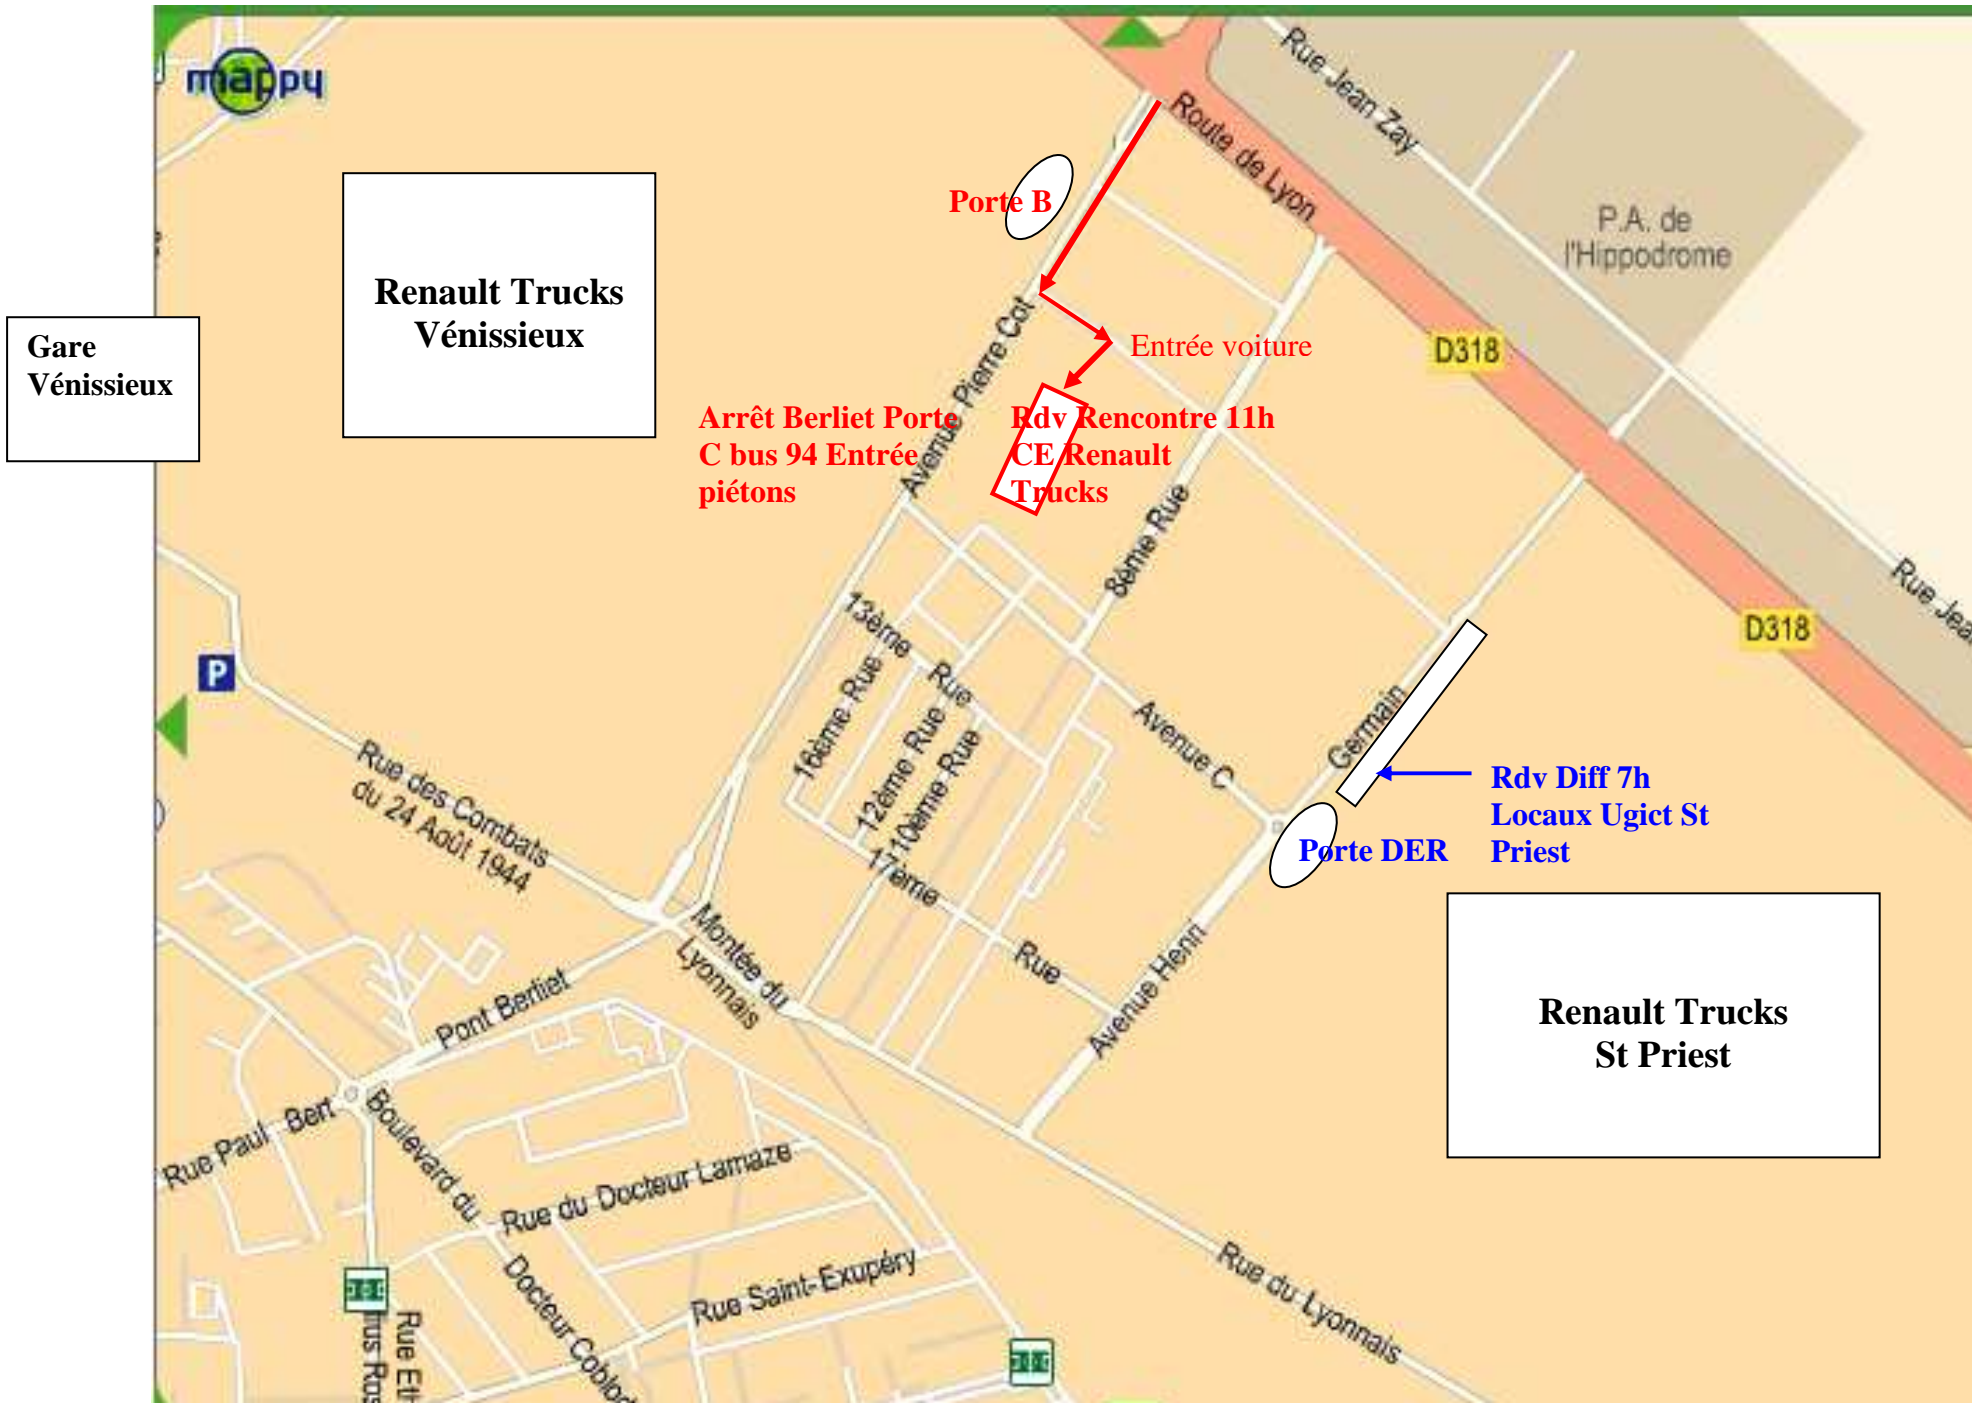 mappy
Rue Jean Zay
Route de Lyon
Porte B
P.A. de
l'Hippodrome
Renault Trucks
Vénissieux
Gare
Vénissieux
Avenue Pierre Cot
Entrée voiture
D318
Arrêt Berliet Porte
C bus 94 Entrée
piétons
Rdv Rencontre 11h
CE Renault
Trucks
8ème Rue
Rue Jea
D318
13ème Rue
16ème Rue
12ème Rue
10ème Rue
17ème Rue
Avenue C
Avenue Henri Germain
P
Rue des Combats
du 24 Août 1944
Rdv Diff 7h
Locaux Ugict St
Priest
Porte DER
Montée du
Lyonnais
Pont Berliet
Renault Trucks
St Priest
Rue Paul Bert
Boulevard du
Docteur Coblod
Rue du Docteur Lamaze
Rue Saint-Exupéry
Rue du Lyonnais
Rue Et